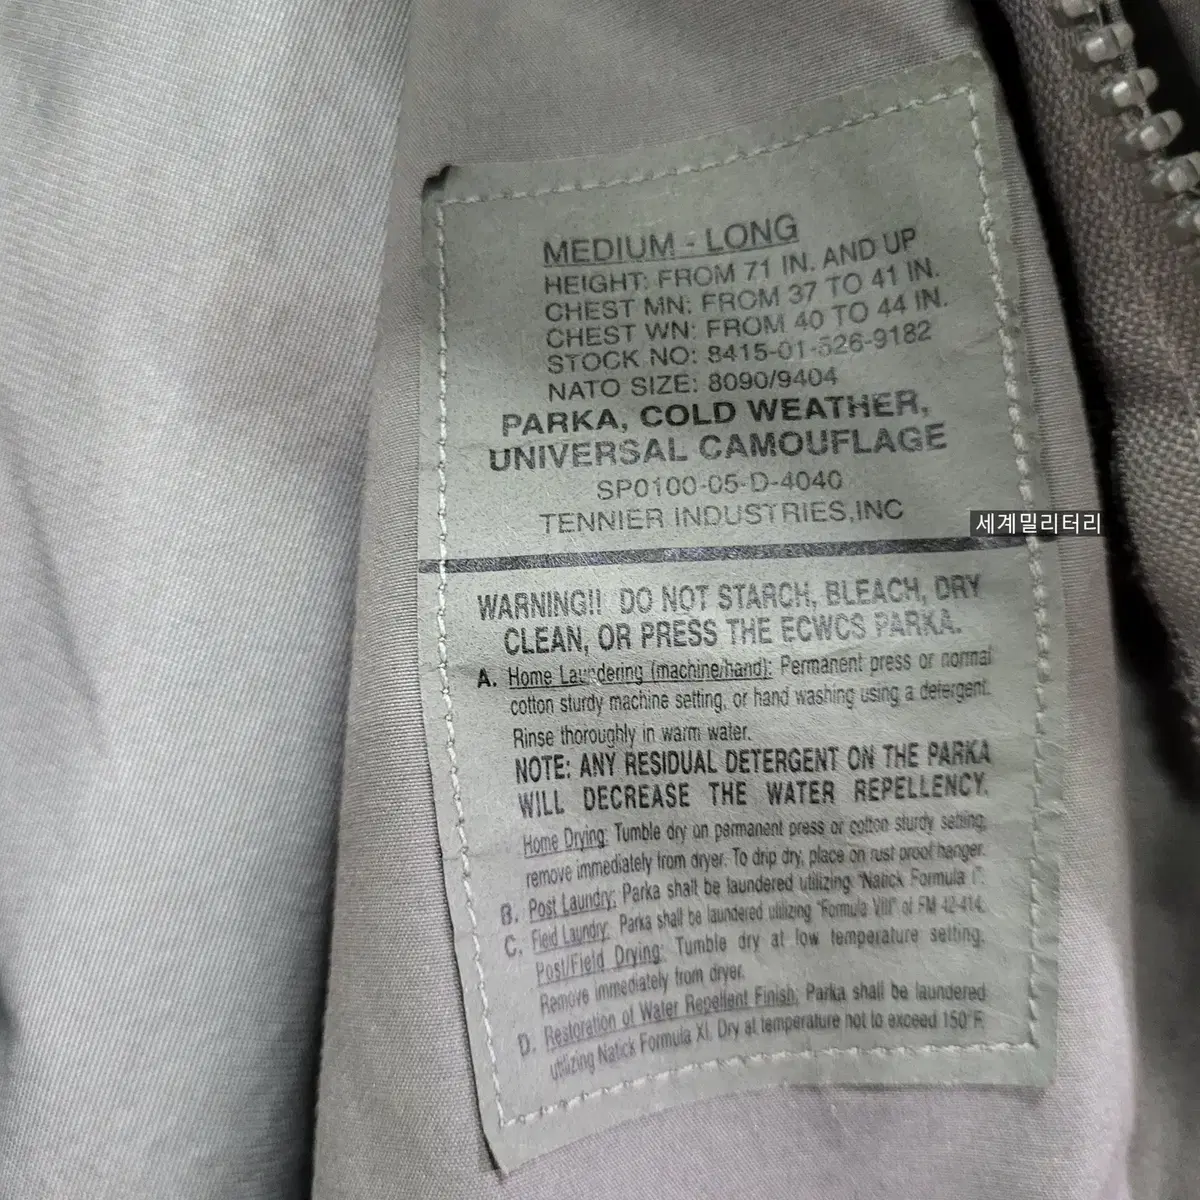 MEDIUM - LONG
HEIGHT: FROM 71 IN. AND UP
CHEST MN: FROM 37 TO 41 IN.
CHEST WN: FROM 40 TO 44 IN.
STOCK NO: 8415-01-526-9182
NATO SIZE: 8090/9404
PARKA, COLD WEATHER,
UNIVERSAL CAMOUFLAGE
SP0100-05-D-4040
TENNIER INDUSTRIES,INC
세계밀리터리
WARNING!! DO NOT STARCH, BLEACH, DRY
CLEAN, OR PRESS THE ECWCS PARKA.
A. Home Laundering (machine/hand): Permanent press or normal
cotton sturdy machine setting, or hand washing using a detergent.
Rinse thoroughly in warm water.
NOTE: ANY RESIDUAL DETERGENT ON THE PARKA
WILL DECREASE THE WATER REPELLENCY.
Home Drying: Tumble dry on permanent press or cotton sturdy setting,
remove immediately from dryer. To drip dry, place on rust proof hanger.
B. Post Laundry: Parka shall be laundered utilizing "Natick Formula I".
C. Field Laundry: Parka shall be laundered utilizing "Formula VIII" of FM 42-414.
Post/Field Drying: Tumble dry at low temperature setting.
Remove immediately from dryer.
D. Restoration of Water Repellent Finish: Parka shall be laundered
utilizing Natick Formula XI. Dry at temperature not to exceed 150°F.